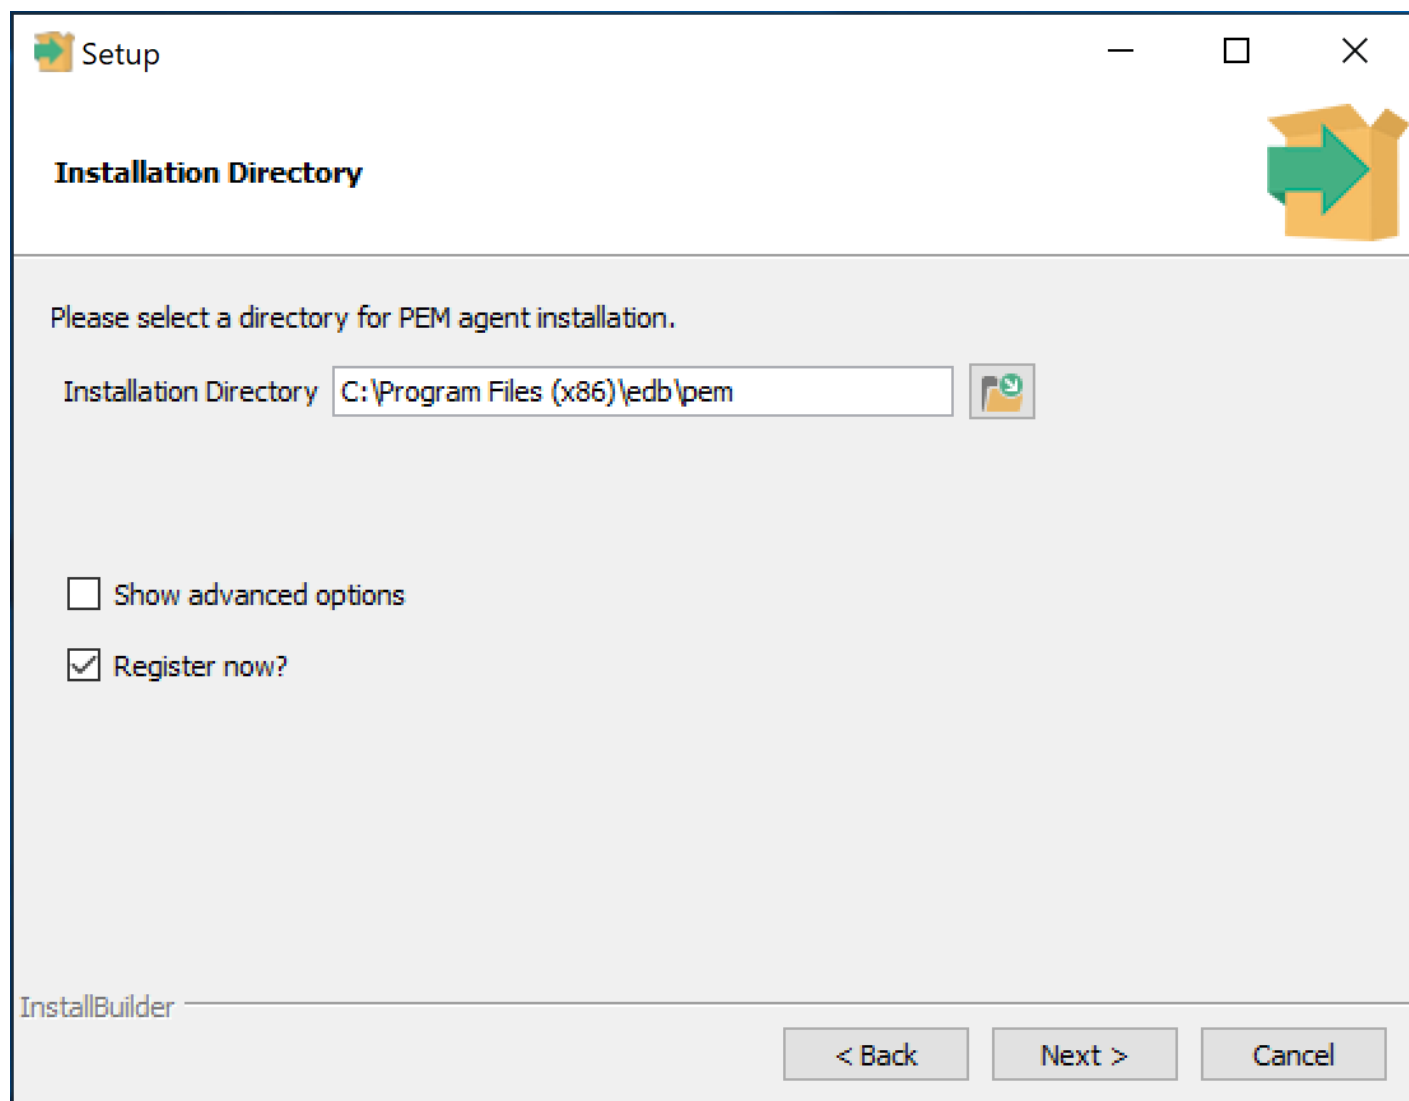 Setup
Installation Directory
Please select a directory for PEM agent installation.
Installation Directory C:\Program Files (x86)\edb\pem
Show advanced options
Register now?
InstallBuilder
< Back Next > Cancel